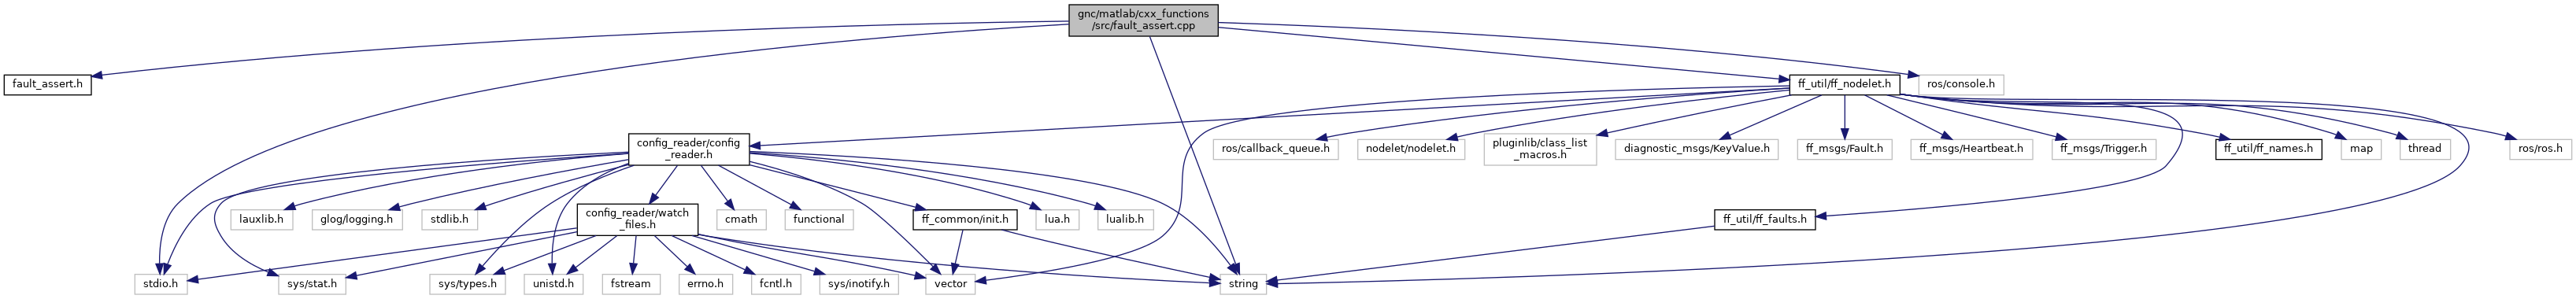 gnc/matlab/cxx_functions
/src/fault_assert.cpp
fault_assert.h
ff_util/ff_nodelet.h
ros/console.h
config_reader/config
_reader.h
ros/callback_queue.h
nodelet/nodelet.h
pluginlib/class_list
_macros.h
diagnostic_msgs/KeyValue.h
ff_msgs/Fault.h
ff_msgs/Heartbeat.h
ff_msgs/Trigger.h
ff_util/ff_names.h
map
thread
ros/ros.h
lauxlib.h
glog/logging.h
stdlib.h
config_reader/watch
_files.h
cmath
functional
ff_common/init.h
lua.h
lualib.h
ff_util/ff_faults.h
stdio.h
sys/stat.h
sys/types.h
unistd.h
fstream
errno.h
fcntl.h
sys/inotify.h
vector
string